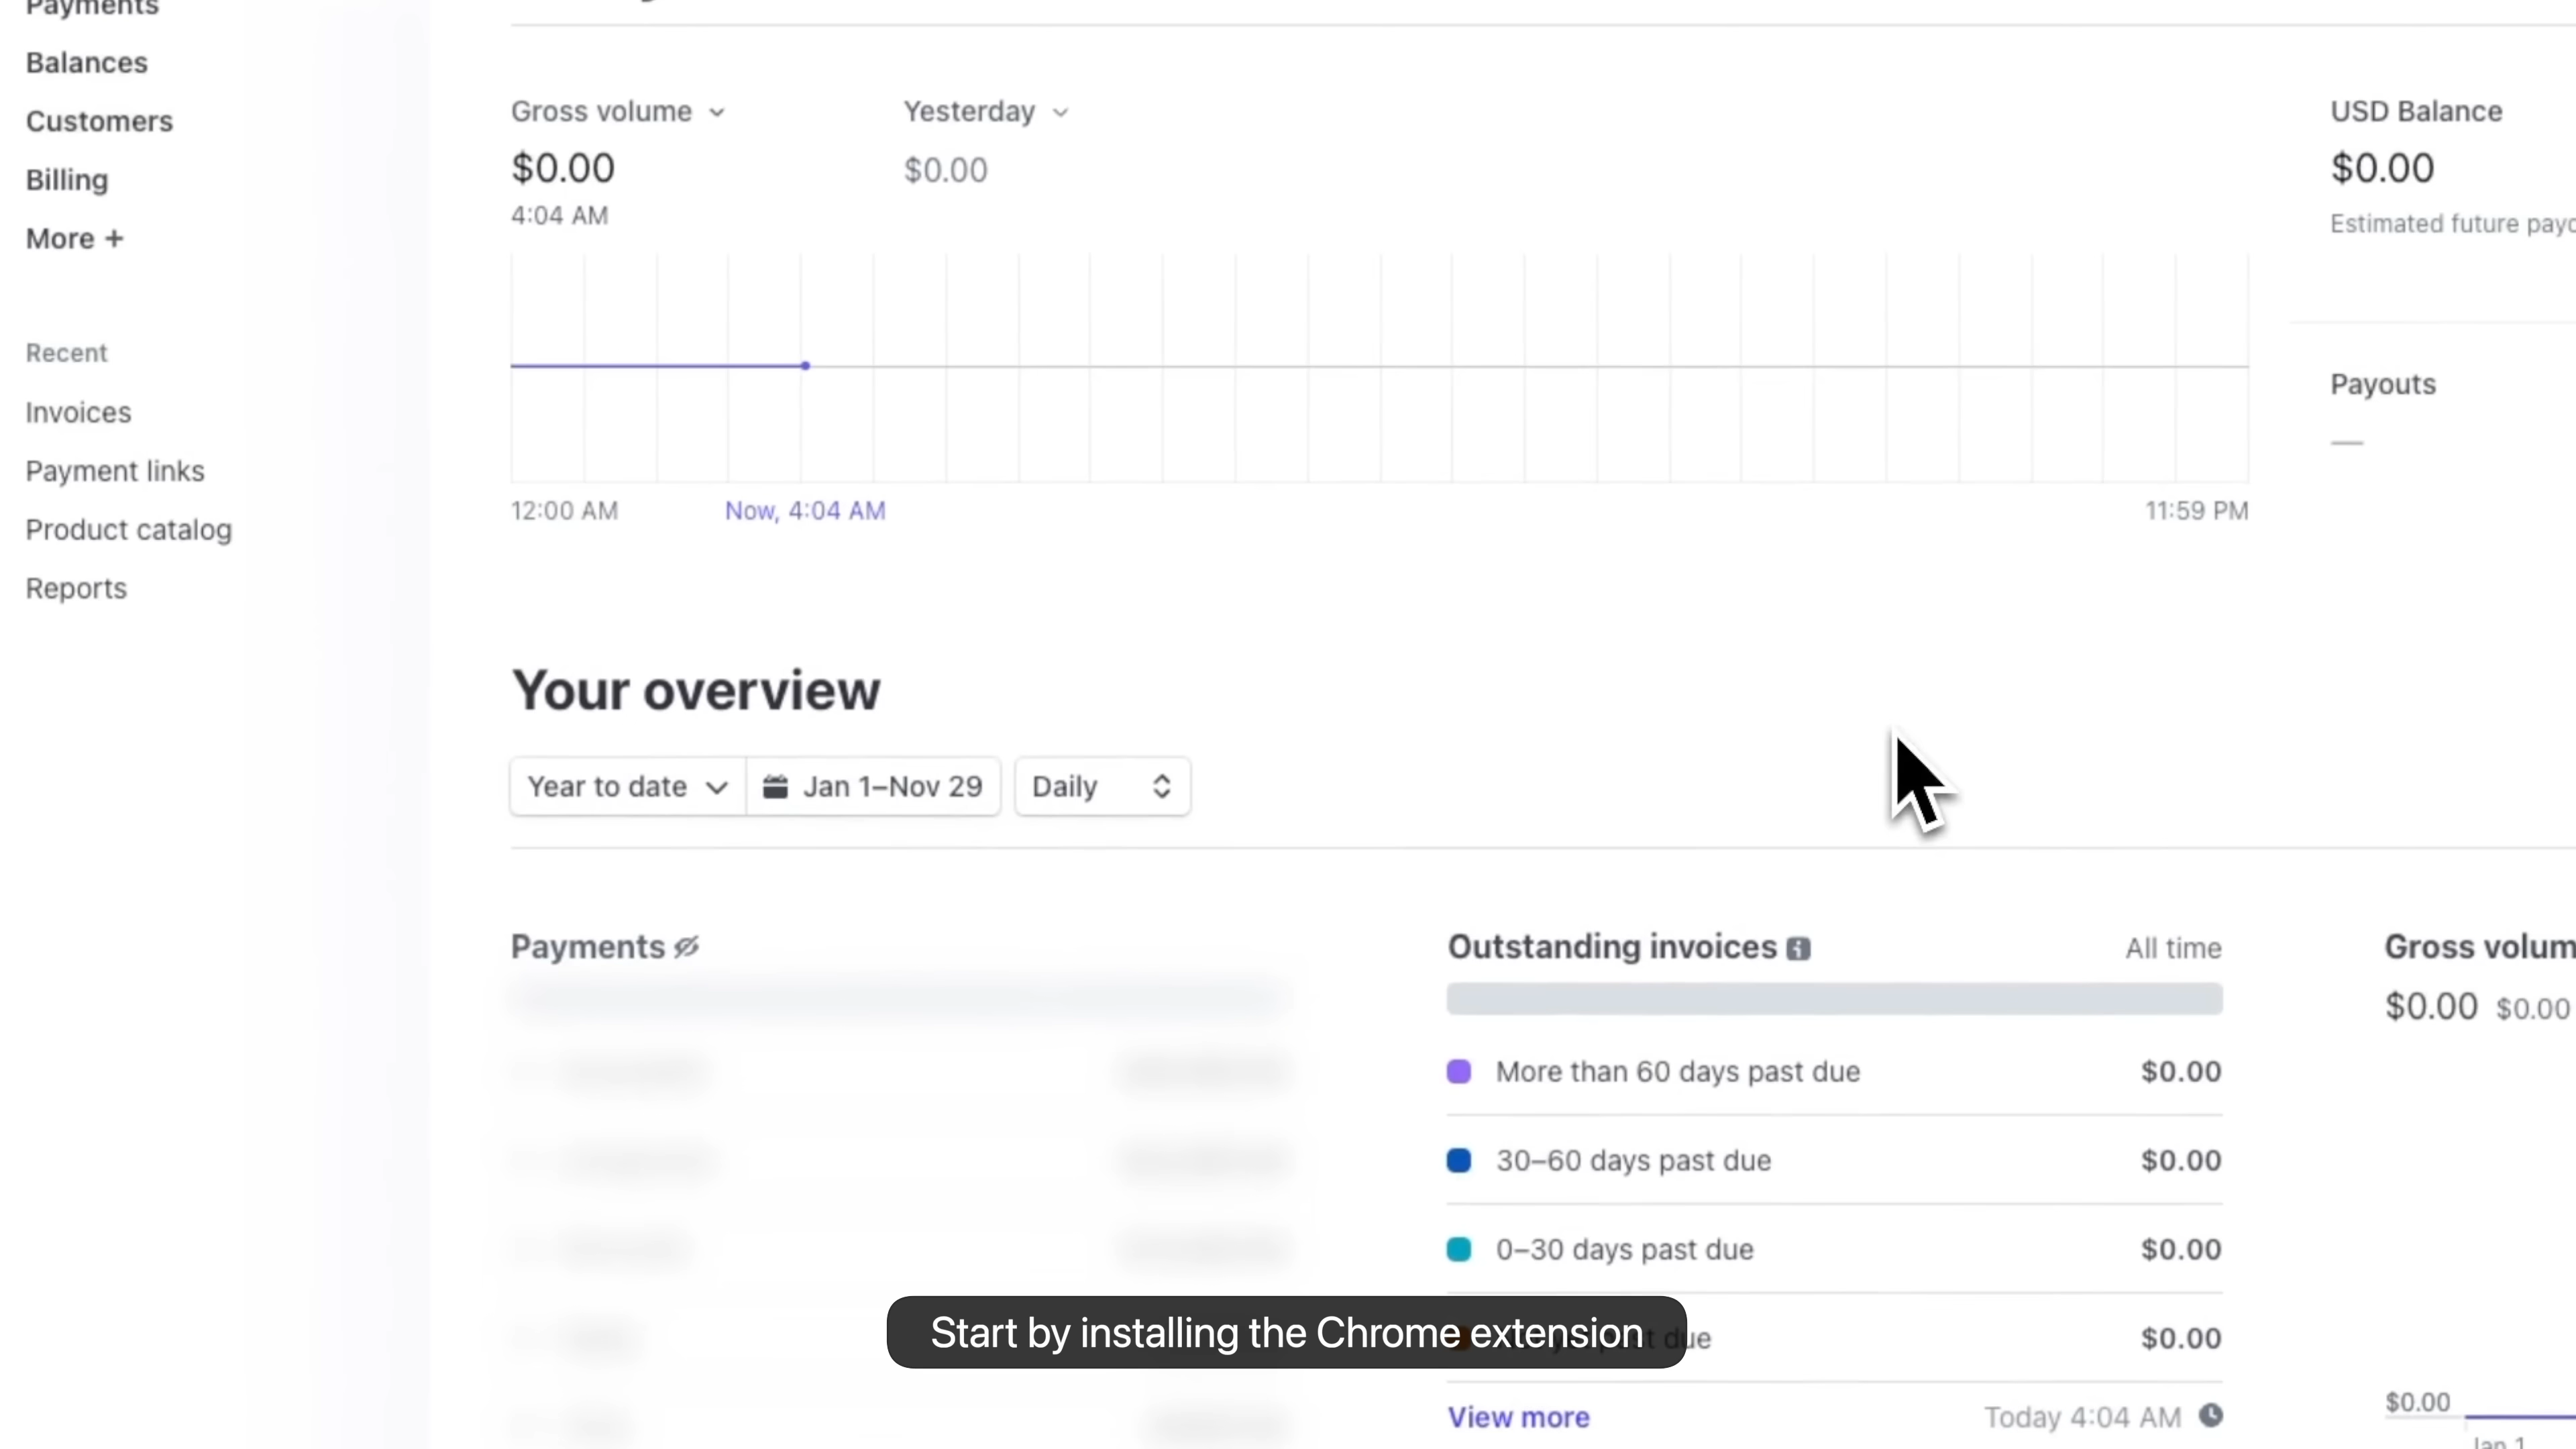 Payments
Balances
Customers
Billing
More +
Recent
Invoices
Payment links
Product catalog
Reports
Gross volume
$0.00
4:04 AM
Yesterday
$0.00
12:00 AM
Now, 4:04 AM
11:59 PM
USD Balance
$0.00
Estimated future payo
Payouts
—
Your overview
Year to date
Jan 1–Nov 29
Daily
Payments
Outstanding invoices
All time
More than 60 days past due
$0.00
30–60 days past due
$0.00
0–30 days past due
$0.00
due
$0.00
View more
Today 4:04 AM
Gross volum
$0.00 $0.00
$0.00
Jan 1
Start by installing the Chrome extension